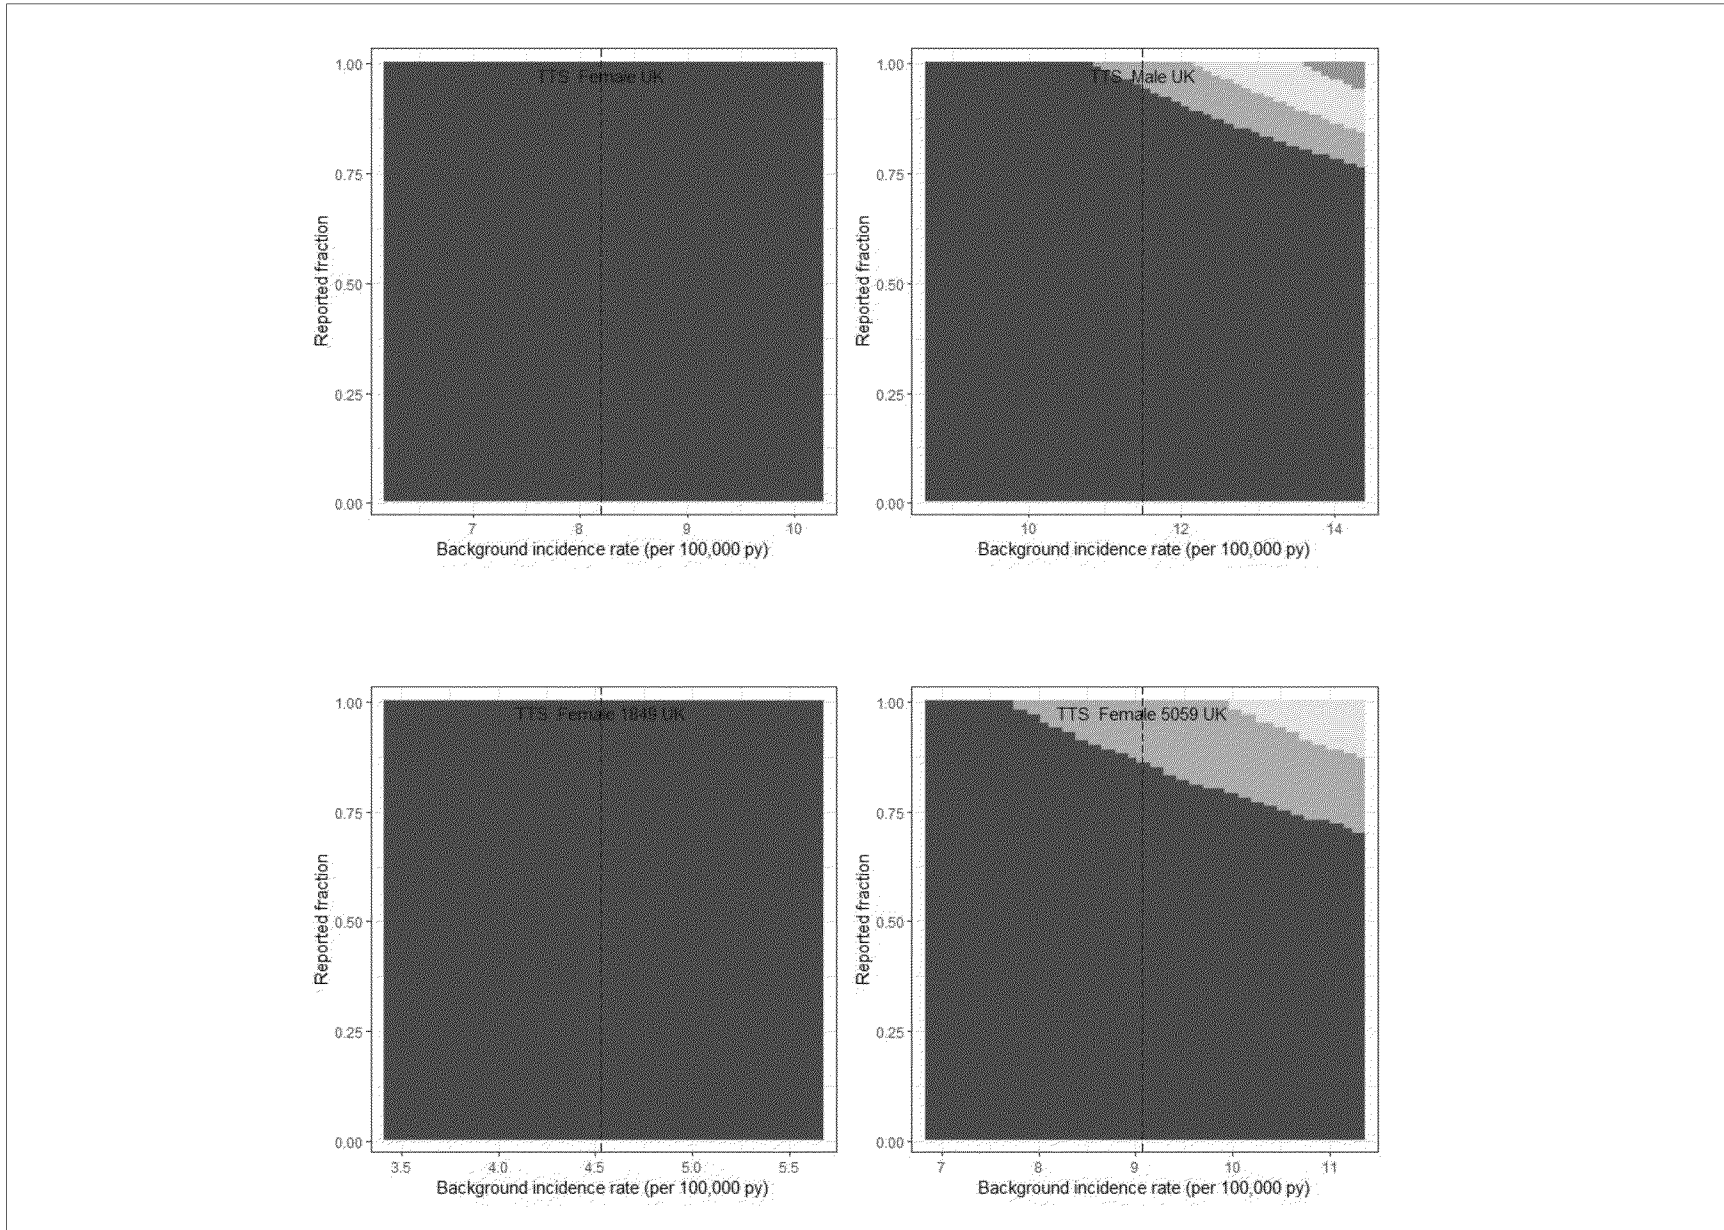 TTS Female UK
1.00
0.75
0.50
0.25
0.00
Reported fraction
7 8 9 10
Background incidence rate (per 100,000 py)
TTS Male UK
1.00
0.75
0.50
0.25
0.00
Reported fraction
10 12 14
Background incidence rate (per 100,000 py)
TTS Female 1849 UK
1.00
0.75
0.50
0.25
0.00
Reported fraction
3.5 4.0 4.5 5.0 5.5
Background incidence rate (per 100,000 py)
TTS Female 5059 UK
1.00
0.75
0.50
0.25
0.00
Reported fraction
7 8 9 10 11
Background incidence rate (per 100,000 py)